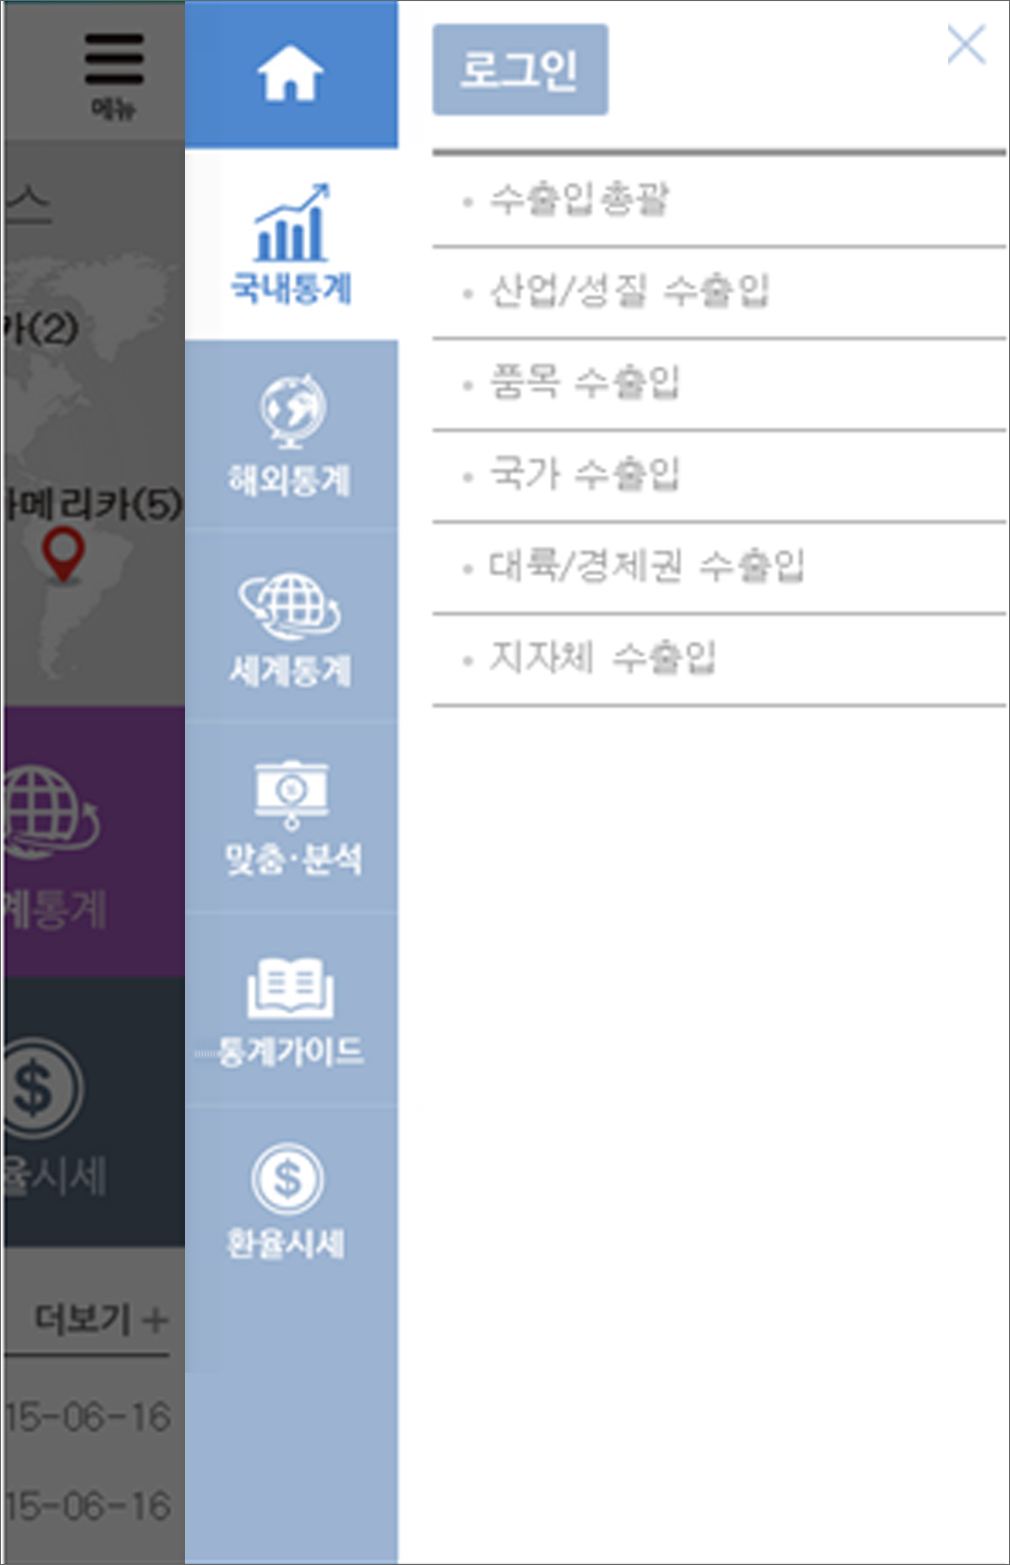 메뉴
로그인
스
수출입총괄
국내통계
산업/성질 수출입
카(2)
품목 수출입
해외통계
국가 수출입
메리카(5)
대륙/경제권 수출입
세계통계
지자체 수출입
맞춤·분석
계통계
통계가이드
율시세
환율시세
더보기 +
15-06-16
15-06-16